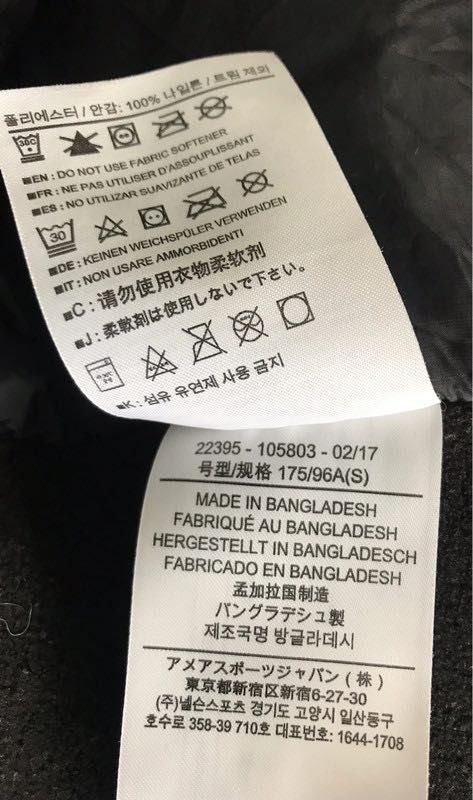 폴리에스터 / 안감: 100% 나일론 / 트림 제외
30C
■EN: DO NOT USE FABRIC SOFTENER
■FR: NE PAS UTILISER D'ASSOUPLISSANT
■ES: NO UTILIZAR SUAVIZANTE DE TELAS
30
■DE: KEINEN WEICHSPÜLER VERWENDEN
■IT: NON USARE AMMORBIDENTI
■C: 请勿使用衣物柔软剂
■J: 柔軟剤は使用しないで下さい。
■K: 섬유 유연제 사용 금지
22395 - 105803 - 02/17
号型/规格 175/96A(S)
MADE IN BANGLADESH
FABRIQUÉ AU BANGLADESH
HERGESTELLT IN BANGLADESCH
FABRICADO EN BANGLADESH
孟加拉国制造
バングラデシュ製
제조국명 방글라데시
アメアスポーツジャパン（株）
東京都新宿区新宿6-27-30
(주)넬슨스포츠 경기도 고양시 일산동구
호수로 358-39 710호 대표번호: 1644-1708